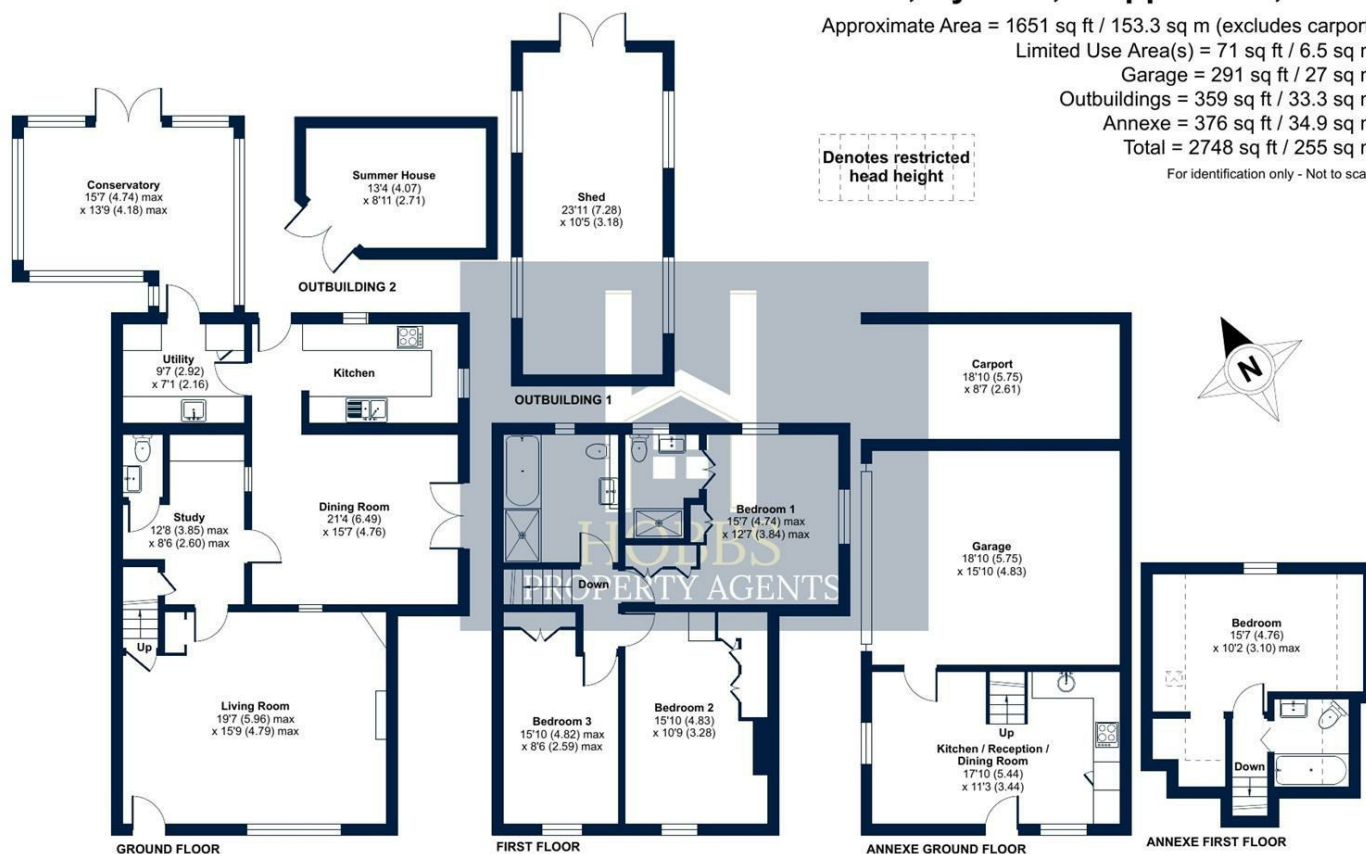 Approximate Area = 1651 sq ft / 153.3 sq m (excludes carport
Limited Use Area(s) = 71 sq ft / 6.5 sq m
Garage = 291 sq ft / 27 sq m
Outbuildings = 359 sq ft / 33.3 sq m
Annexe = 376 sq ft / 34.9 sq m
Total = 2748 sq ft / 255 sq m
For identification only - Not to sca
Denotes restricted
head height
Conservatory
15'7 (4.74) max
x 13'9 (4.18) max
Summer House
13'4 (4.07)
x 8'11 (2.71)
OUTBUILDING 2
Shed
23'11 (7.28)
x 10'5 (3.18)
OUTBUILDING 1
Utility
9'7 (2.92)
x 7'1 (2.16)
Kitchen
Study
12'8 (3.85) max
x 8'6 (2.60) max
Dining Room
21'4 (6.49)
x 15'7 (4.76)
Up
Living Room
19'7 (5.96) max
x 15'9 (4.79) max
GROUND FLOOR
Bedroom 1
15'7 (4.74) max
x 12'7 (3.84) max
HOBBS
PROPERTY AGENTS
Down
Bedroom 3
15'10 (4.82) max
x 8'6 (2.59) max
Bedroom 2
15'10 (4.83)
x 10'9 (3.28)
FIRST FLOOR
Carport
18'10 (5.75)
x 8'7 (2.61)
N
Garage
18'10 (5.75)
x 15'10 (4.83)
Up
Kitchen / Reception /
Dining Room
17'10 (5.44)
x 11'3 (3.44)
ANNEXE GROUND FLOOR
Bedroom
15'7 (4.76)
x 10'2 (3.10) max
Down
ANNEXE FIRST FLOOR